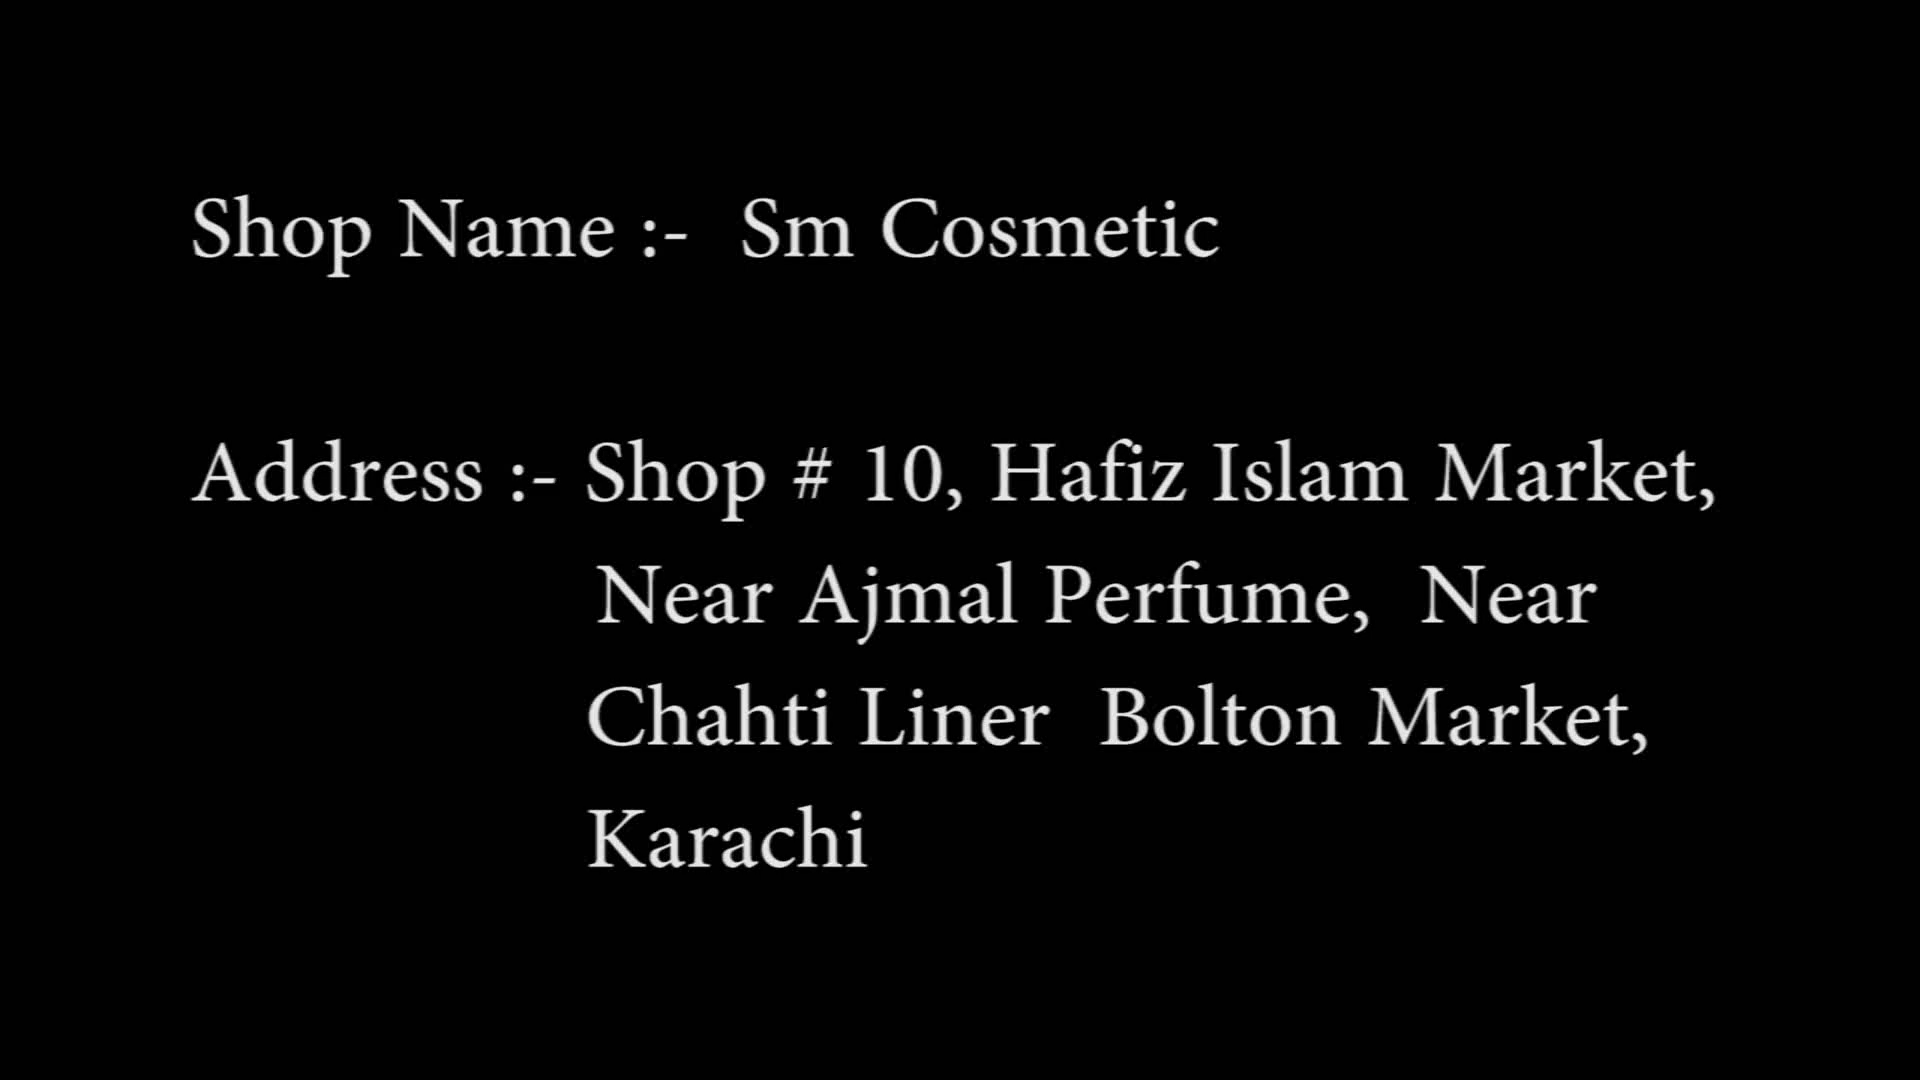 Shop Name :- Sm Cosmetic
Address :- Shop # 10, Hafiz Islam Market,
Near Ajmal Perfume, Near
Chahti Liner Bolton Market,
Karachi